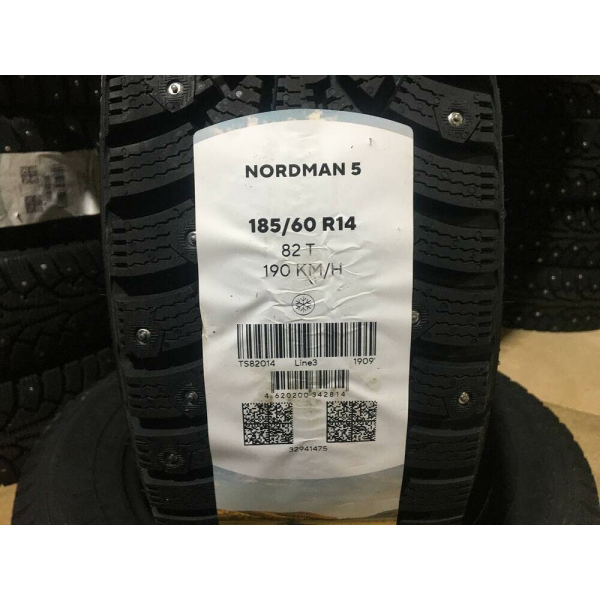 NORDMAN 5
185/60 R14
82 T
190 KM/H
TS82014 Line3 1909
4 620200 342814
32941475